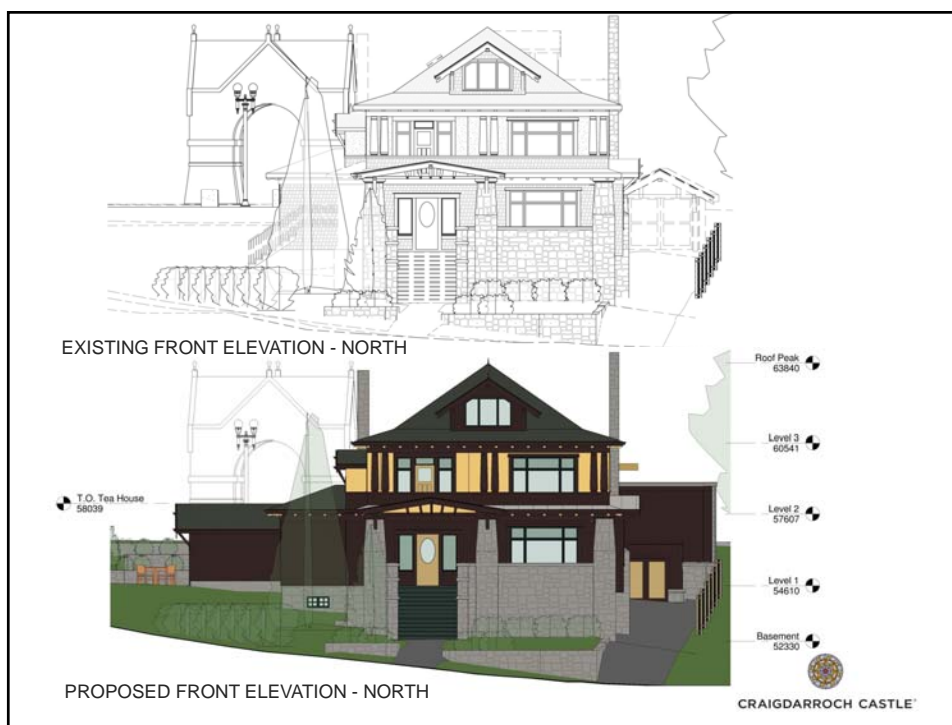 EXISTING FRONT ELEVATION - NORTH
Roof Peak
63840
Level 3
60541
T.O. Tea House
58039
Level 2
57607
Level 1
54610
Basement
52330
PROPOSED FRONT ELEVATION - NORTH
CRAIGDARROCH CASTLE